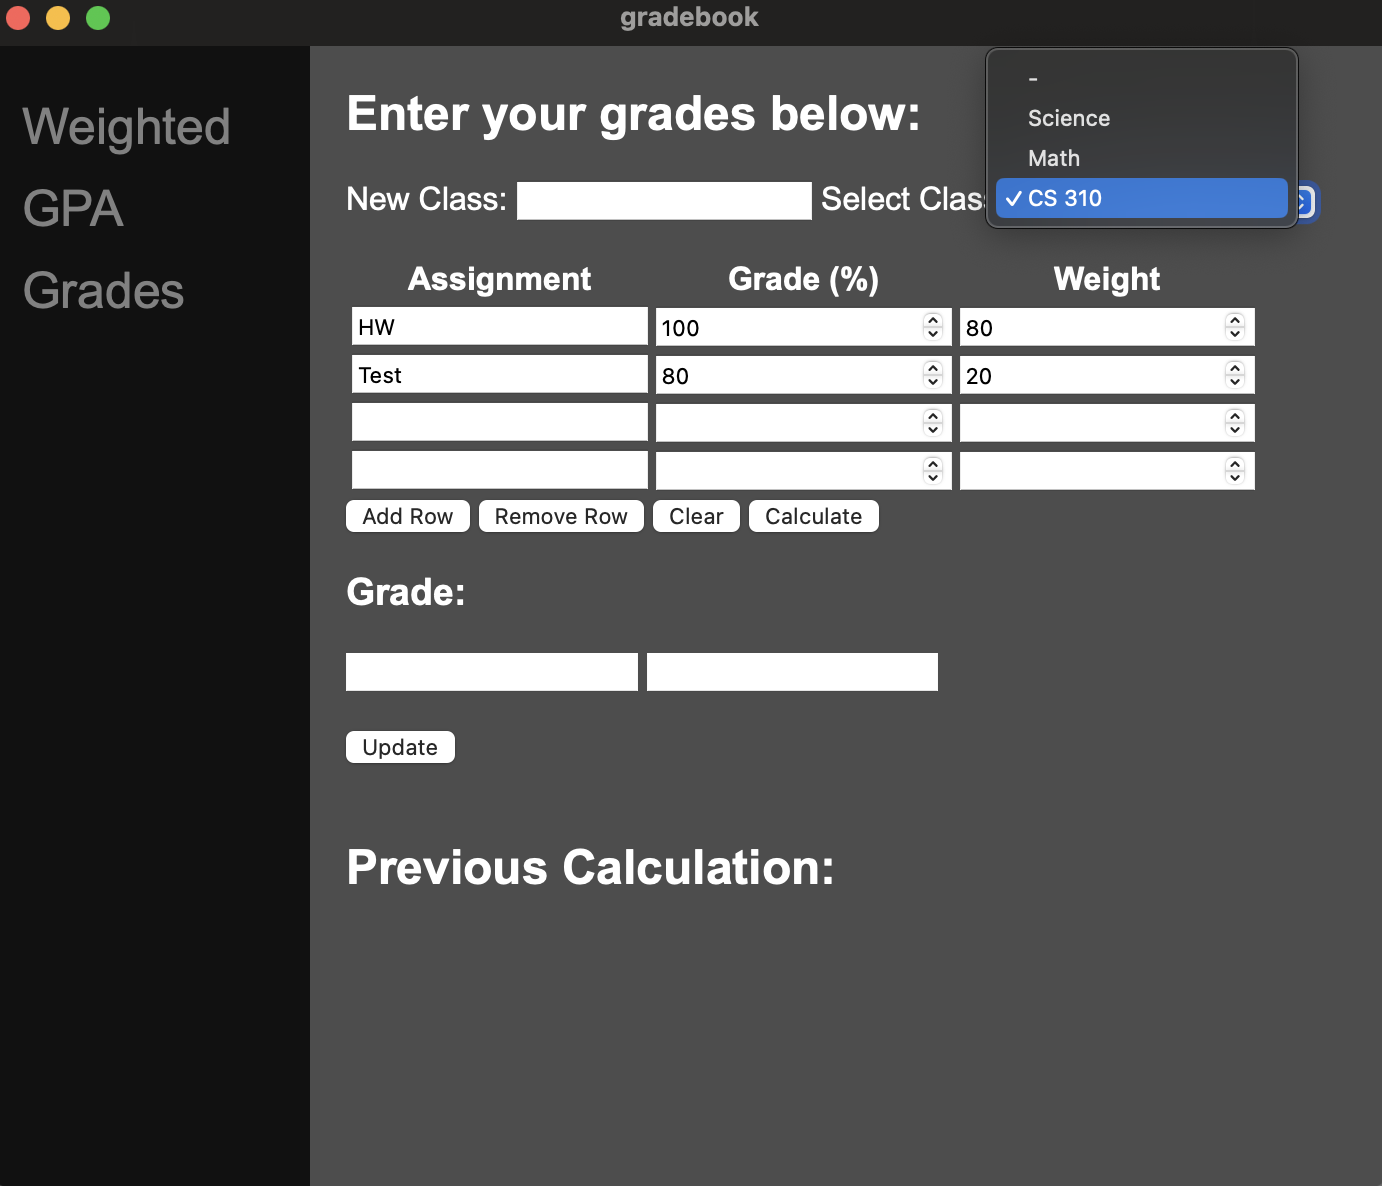 gradebook
Weighted
GPA
Grades
Enter your grades below:
-
Science
Math
✓ CS 310
New Class: Select Clas
Assignment Grade (%) Weight
HW 100 80
Test 80 20
Add Row Remove Row Clear Calculate
Grade:
Update
Previous Calculation: